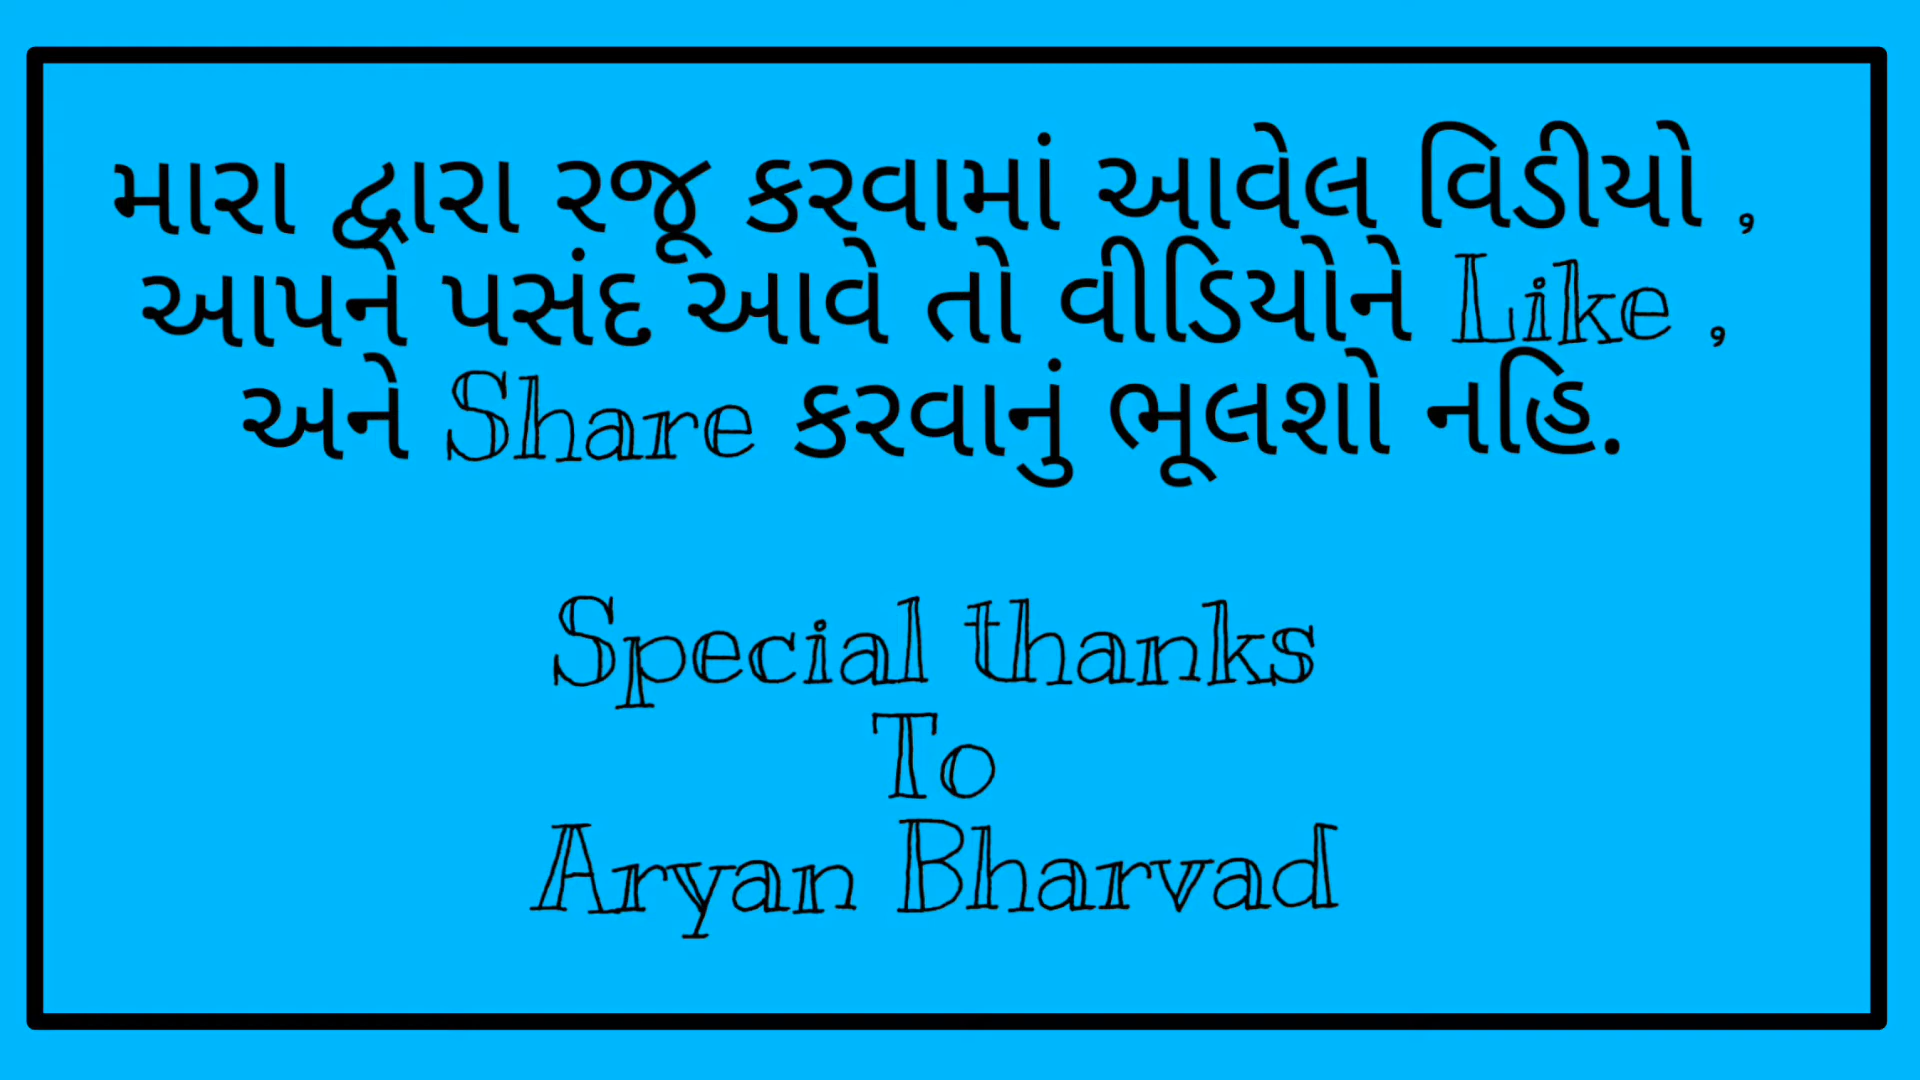 મારા દ્વારા રજૂ કરવામાં આવેલ વિડીયો ,
આપને પસંદ આવે તો વીડિયોને Like ,
અને Share કરવાનું ભૂલશો નહિ.
Special thanks
To
Aryan Bharvad